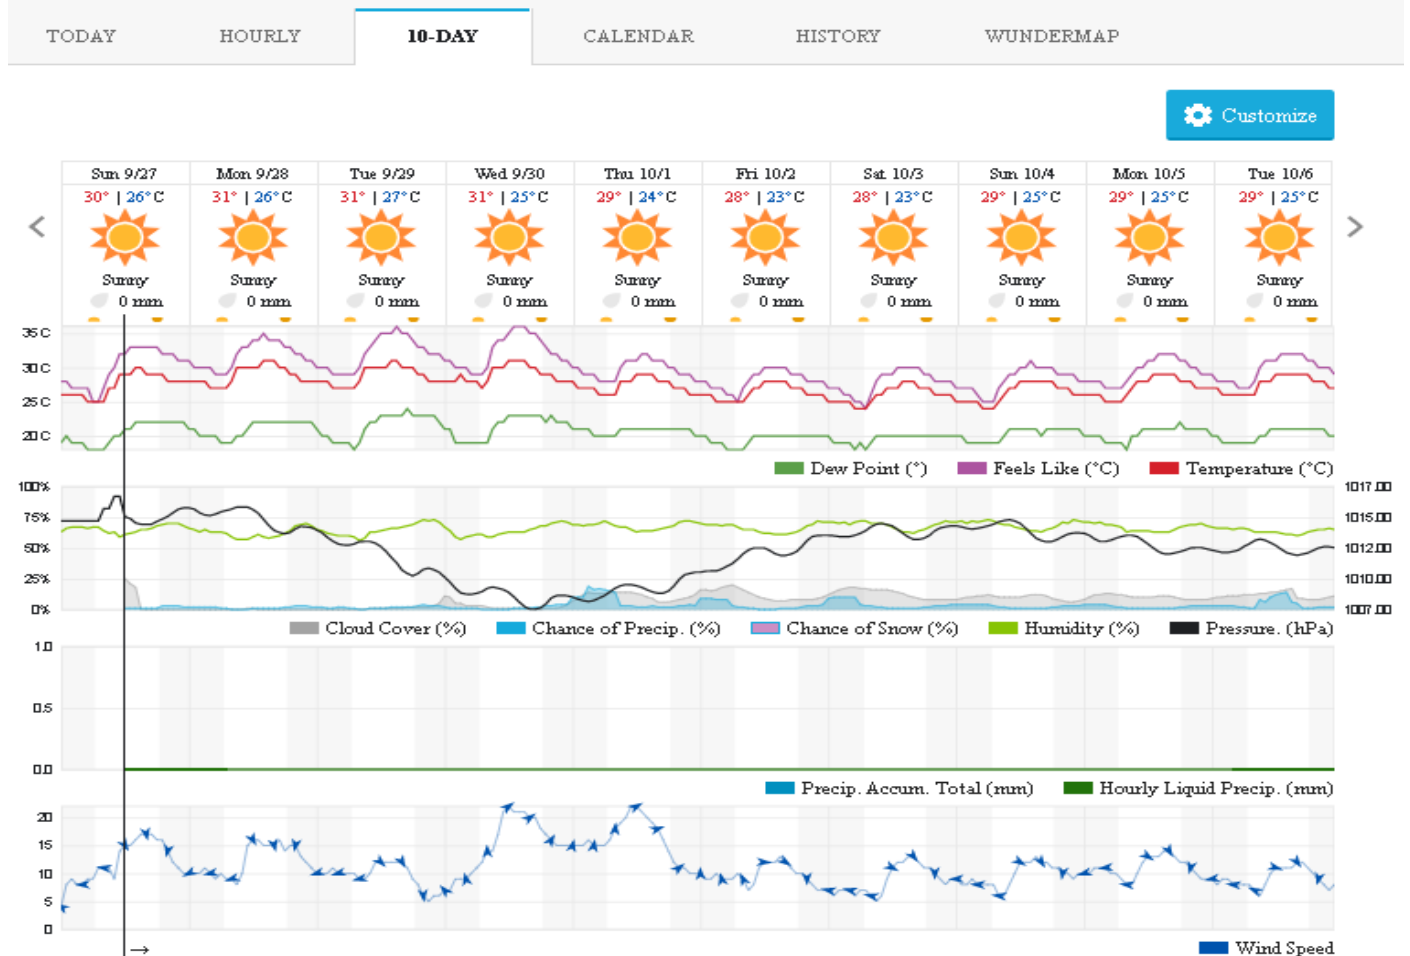 TODAY HOURLY 10-DAY CALENDAR HISTORY WUNDERMAP
Customize
Sun 9/27 Mon 9/28 Tue 9/29 Wed 9/30 Thu 10/1 Fri 10/2 Sat 10/3 Sun 10/4 Mon 10/5 Tue 10/6
30° | 26°C 31° | 26°C 31° | 27°C 31° | 25°C 29° | 24°C 28° | 23°C 28° | 23°C 29° | 25°C 29° | 25°C 29° | 25°C
Sunny Sunny Sunny Sunny Sunny Sunny Sunny Sunny Sunny Sunny
0 mm 0 mm 0 mm 0 mm 0 mm 0 mm 0 mm 0 mm 0 mm 0 mm
35 C
30 C
25 C
20 C
Dew Point (°) Feels Like (°C) Temperature (°C)
100% 1017.00
75% 1015.00
50% 1012.00
25% 1010.00
0% 1007.00
Cloud Cover (%) Chance of Precip. (%) Chance of Snow (%) Humidity (%) Pressure. (hPa)
1.0
0.5
0.0
Precip. Accum. Total (mm) Hourly Liquid Precip. (mm)
20
15
10
5
0
Wind Speed